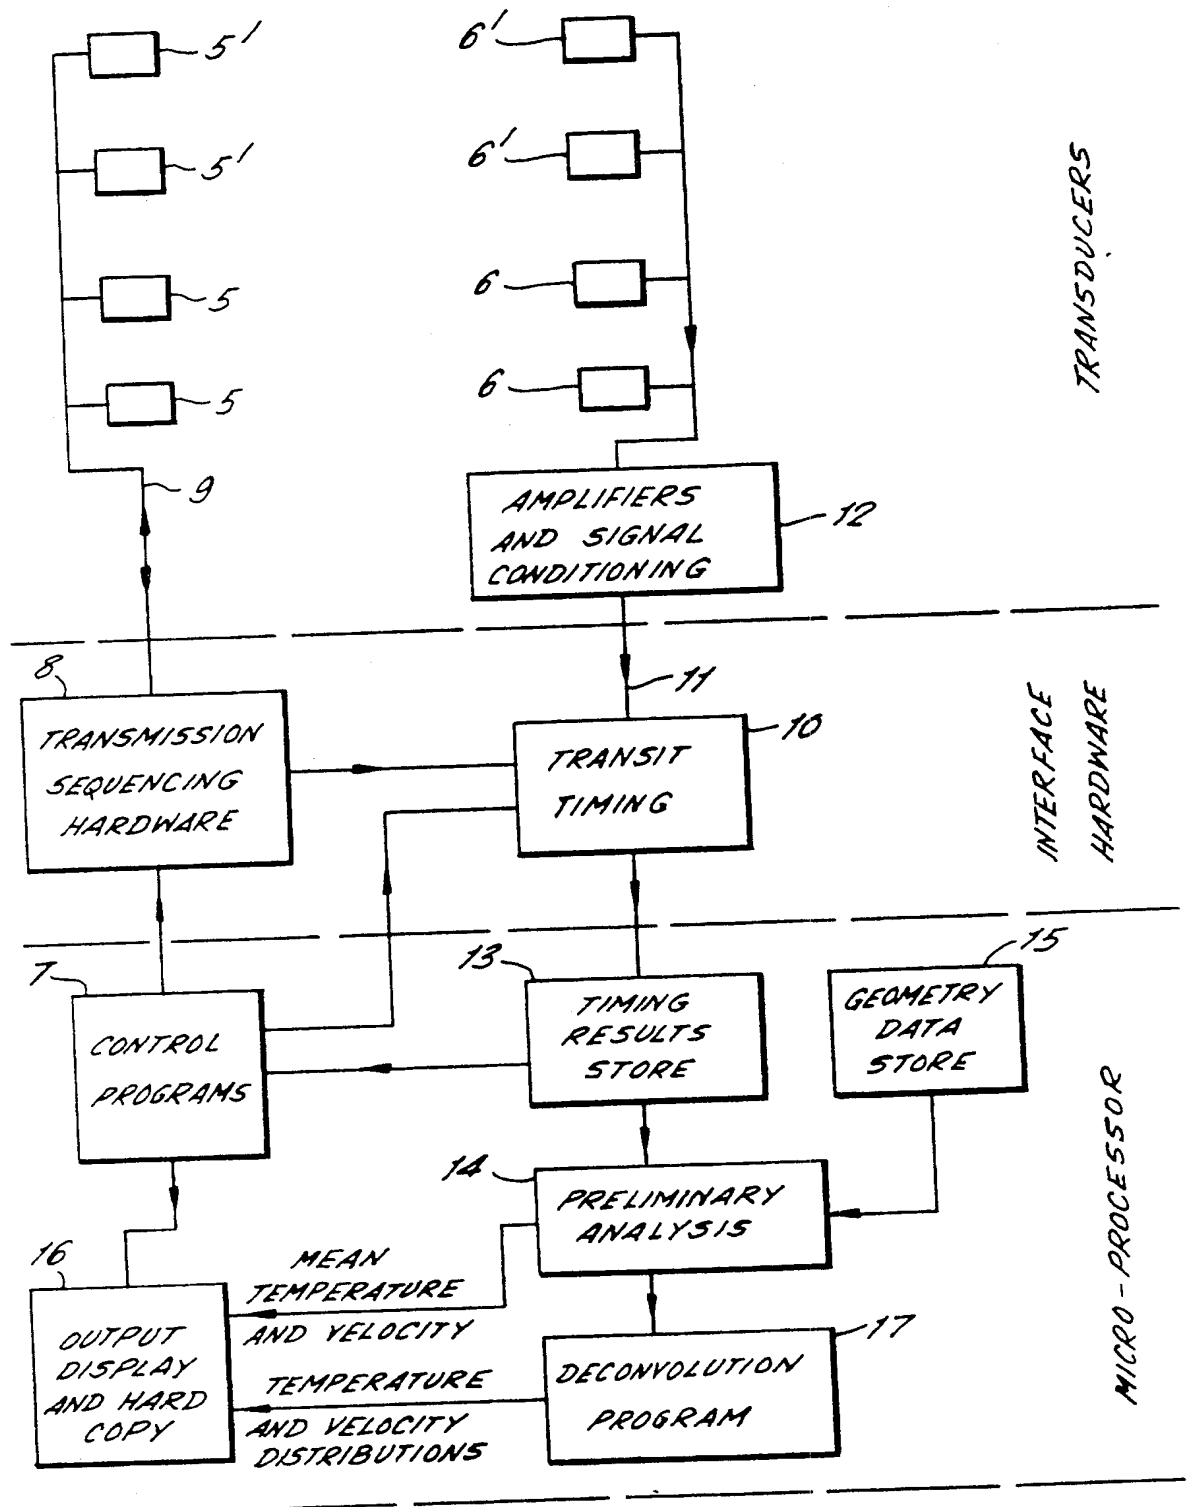 5'
6'
5'
6'
5
6
5
6
TRANSDUCERS
9
AMPLIFIERS
AND SIGNAL
CONDITIONING
12
8
TRANSMISSION
SEQUENCING
HARDWARE
11
10
TRANSIT
TIMING
INTERFACE
HARDWARE
7
CONTROL
PROGRAMS
13
TIMING
RESULTS
STORE
15
GEOMETRY
DATA
STORE
14
PRELIMINARY
ANALYSIS
MICRO-PROCESSOR
16
OUTPUT
DISPLAY
AND HARD
COPY
MEAN
TEMPERATURE
AND VELOCITY
TEMPERATURE
AND VELOCITY
DISTRIBUTIONS
17
DECONVOLUTION
PROGRAM